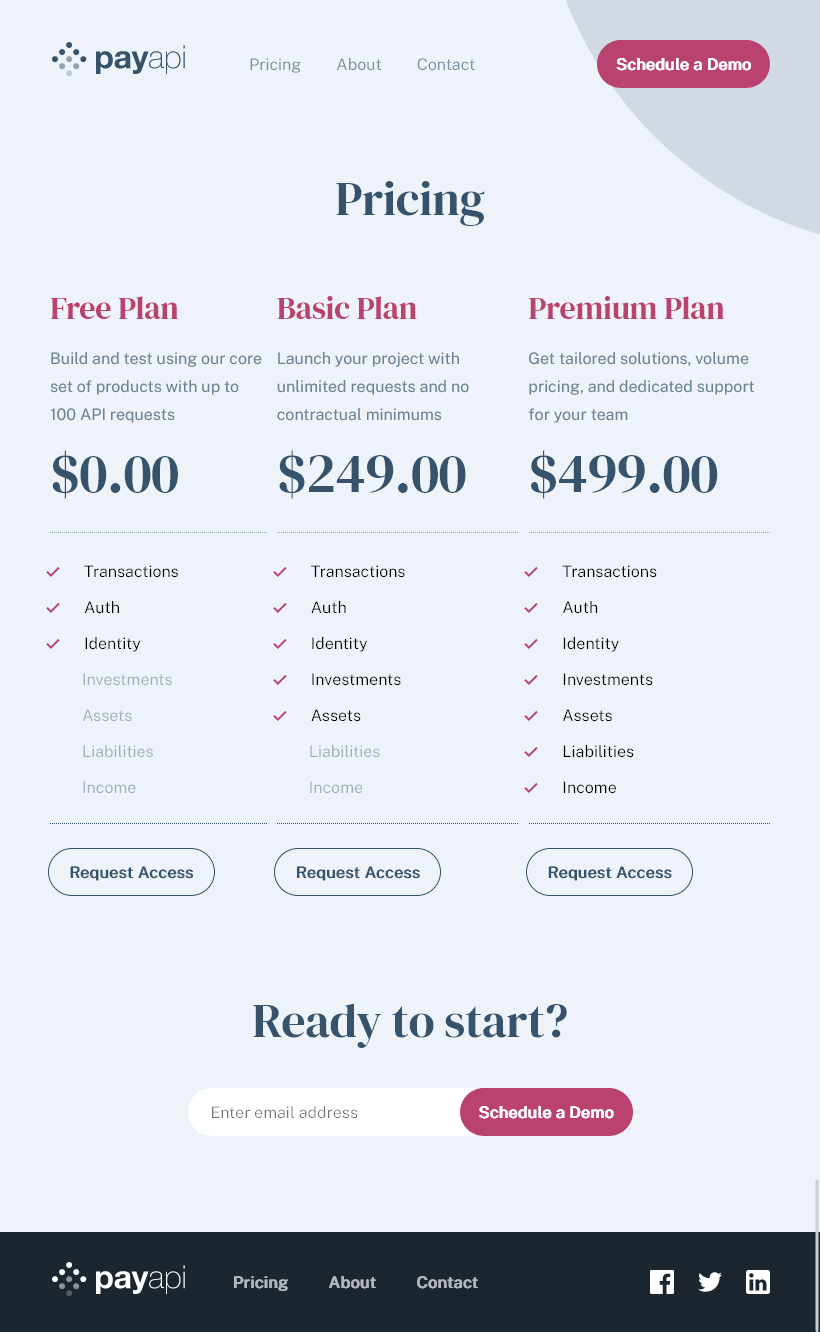 payapi
Pricing
About
Contact
Schedule a Demo
Pricing
Free Plan
Build and test using our core
set of products with up to
100 API requests
$0.00
Transactions
Auth
Identity
Investments
Assets
Liabilities
Income
Request Access
Basic Plan
Launch your project with
unlimited requests and no
contractual minimums
$249.00
Transactions
Auth
Identity
Investments
Assets
Liabilities
Income
Request Access
Premium Plan
Get tailored solutions, volume
pricing, and dedicated support
for your team
$499.00
Transactions
Auth
Identity
Investments
Assets
Liabilities
Income
Request Access
Ready to start?
Enter email address
Schedule a Demo
payapi
Pricing
About
Contact